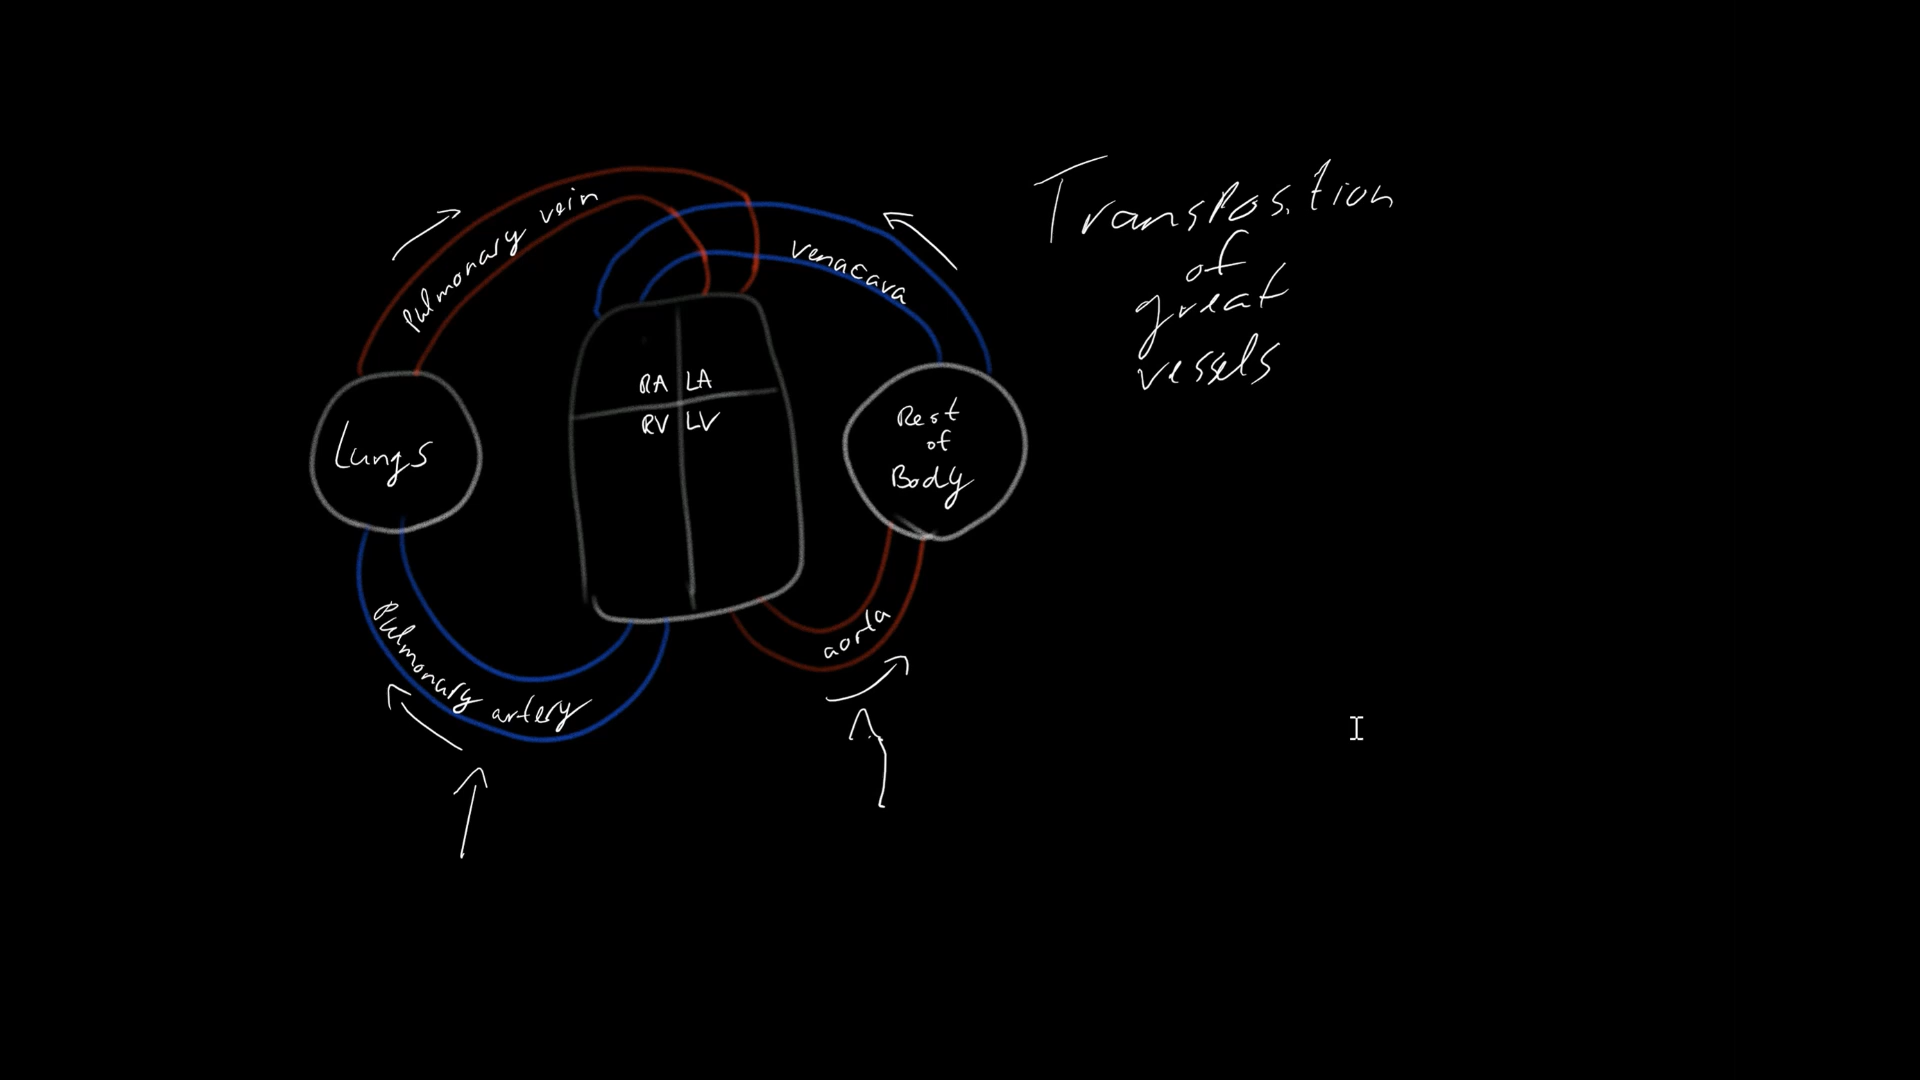 Pulmonary vein
venacava
Transposition
of
great
vessels
RA LA
RV LV
Lungs
Rest
of
Body
Pulmonary artery
aorta